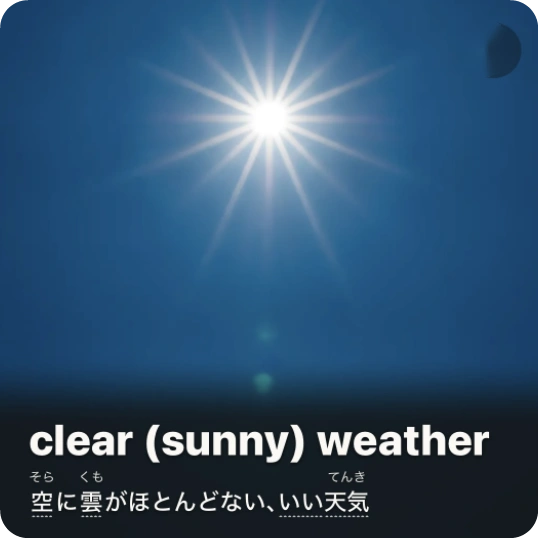 clear (sunny) weather
そら くも てんき
空に雲がほとんどない、いい天気